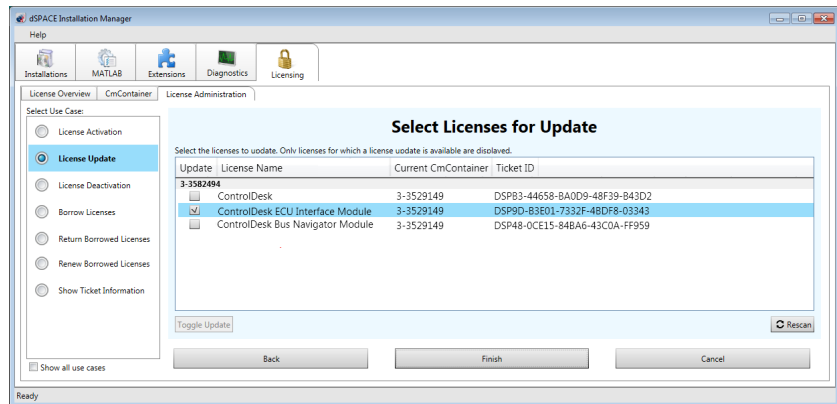 dSPACE Installation Manager
Help
Installations MATLAB Extensions Diagnostics Licensing
License Overview CmContainer License Administration
Select Use Case:
License Activation
License Update
License Deactivation
Borrow Licenses
Return Borrowed Licenses
Renew Borrowed Licenses
Show Ticket Information
Show all use cases
Select Licenses for Update
Select the licenses to update. Only licenses for which a license update is available are displayed.
Update License Name Current CmContainer Ticket ID
3-3582494
ControlDesk 3-3529149 DSPB3-44658-BA0D9-48F39-B43D2
ControlDesk ECU Interface Module 3-3529149 DSP9D-B3E01-7332F-4BDF8-03343
ControlDesk Bus Navigator Module 3-3529149 DSP48-0CE15-84BA6-43C0A-FF959
Toggle Update Rescan
Back Finish Cancel
Ready